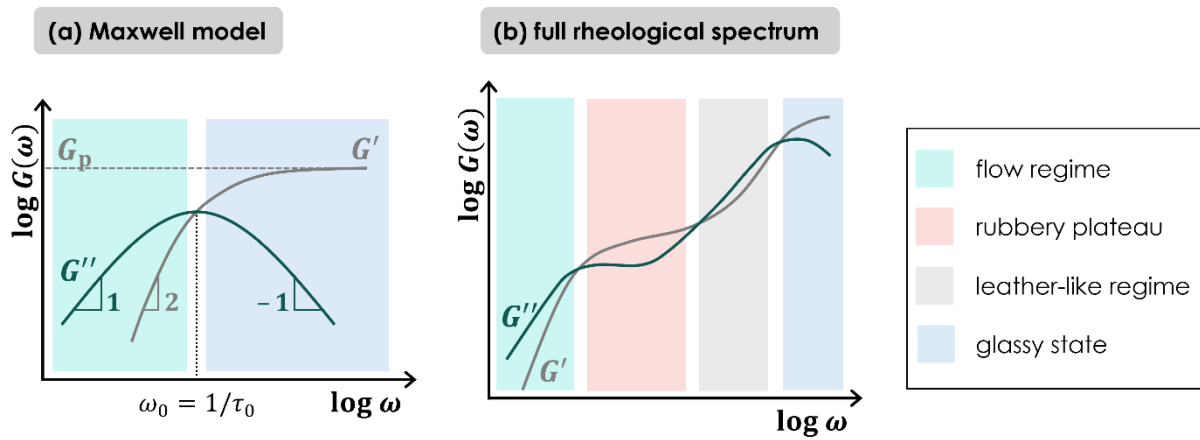 (a) Maxwell model
(b) full rheological spectrum
log G(ω)
G_p
G′
G″
1
2
−1
ω₀ = 1/τ₀
log ω
log G(ω)
G″
G′
log ω
flow regime
rubbery plateau
leather-like regime
glassy state